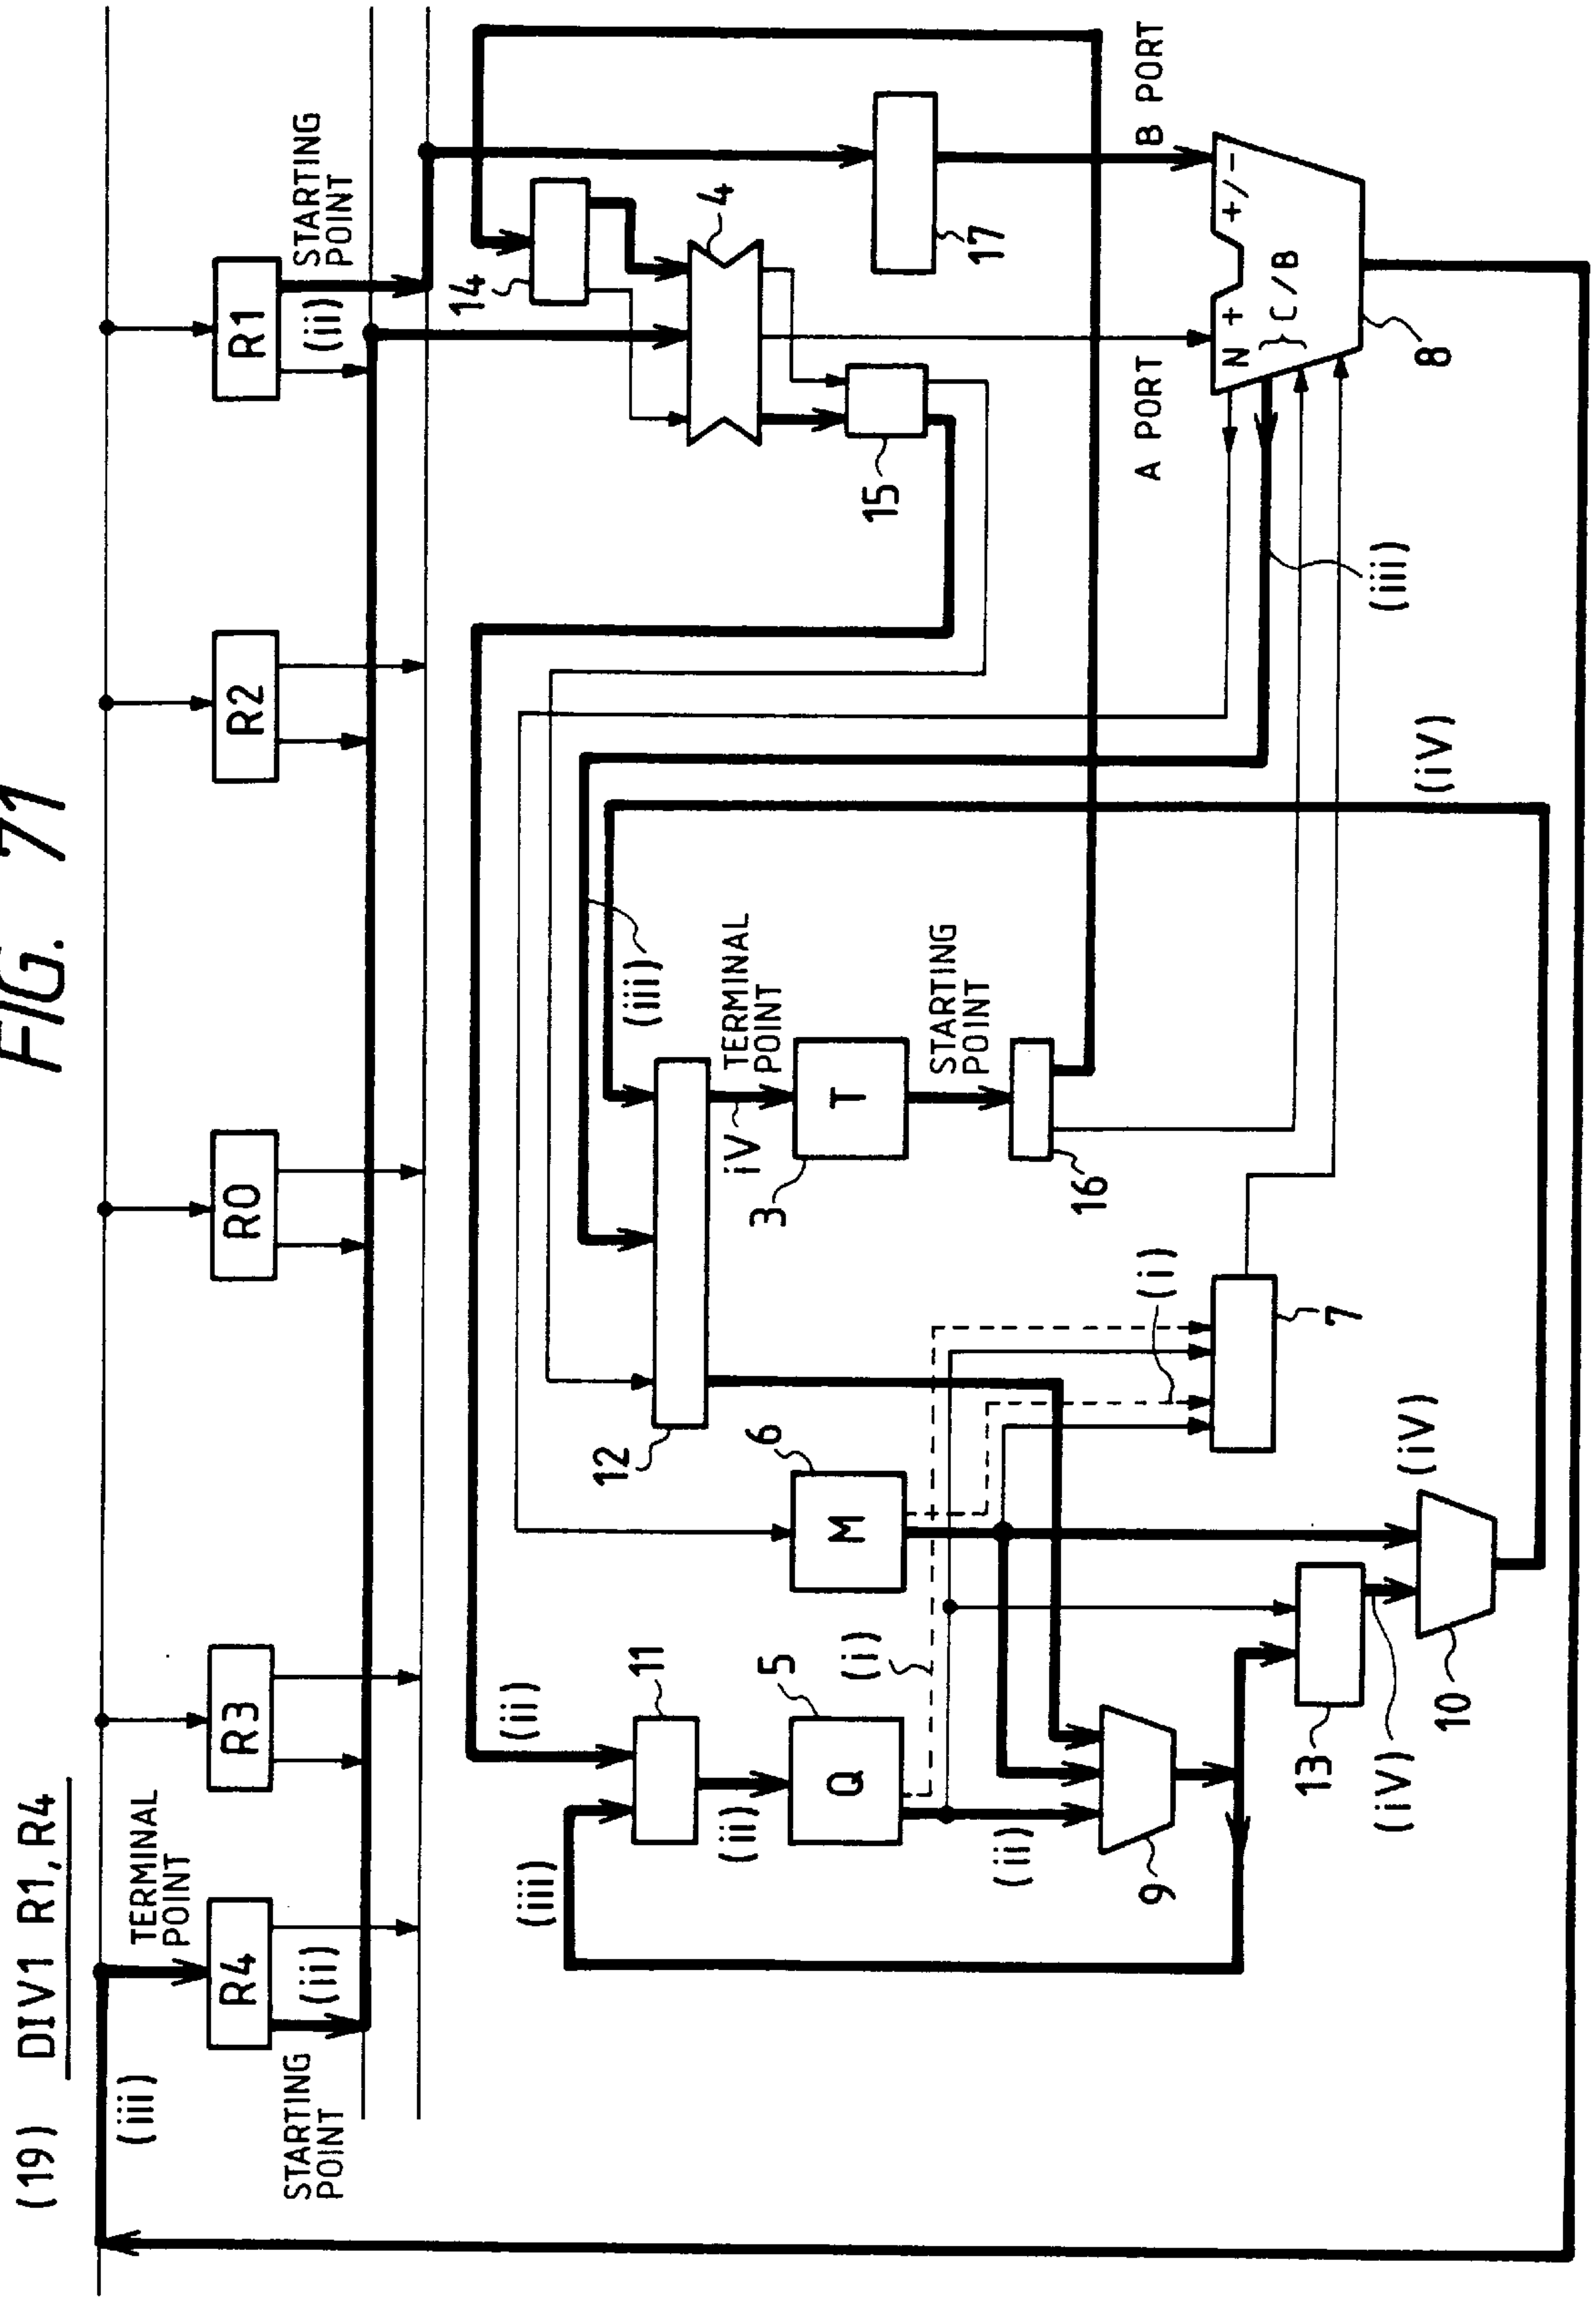 FIG. 71
(19) DIV1 R1,R4
(iii)
TERMINAL
POINT
R4
R3
R0
R2
R1
STARTING
POINT
(ii)
STARTING
POINT
(ii)
14
4
15
17
A PORT
B PORT
N +
+/-
} C/B
8
(iii)
(iii)
(ii)
11
(iii)
(ii)
5
Q
(i)
(ii)
9
6
M
12
iV
TERMINAL
POINT
3
T
STARTING
POINT
16
(i)
7
13
(iV)
10
(iV)
(iV)